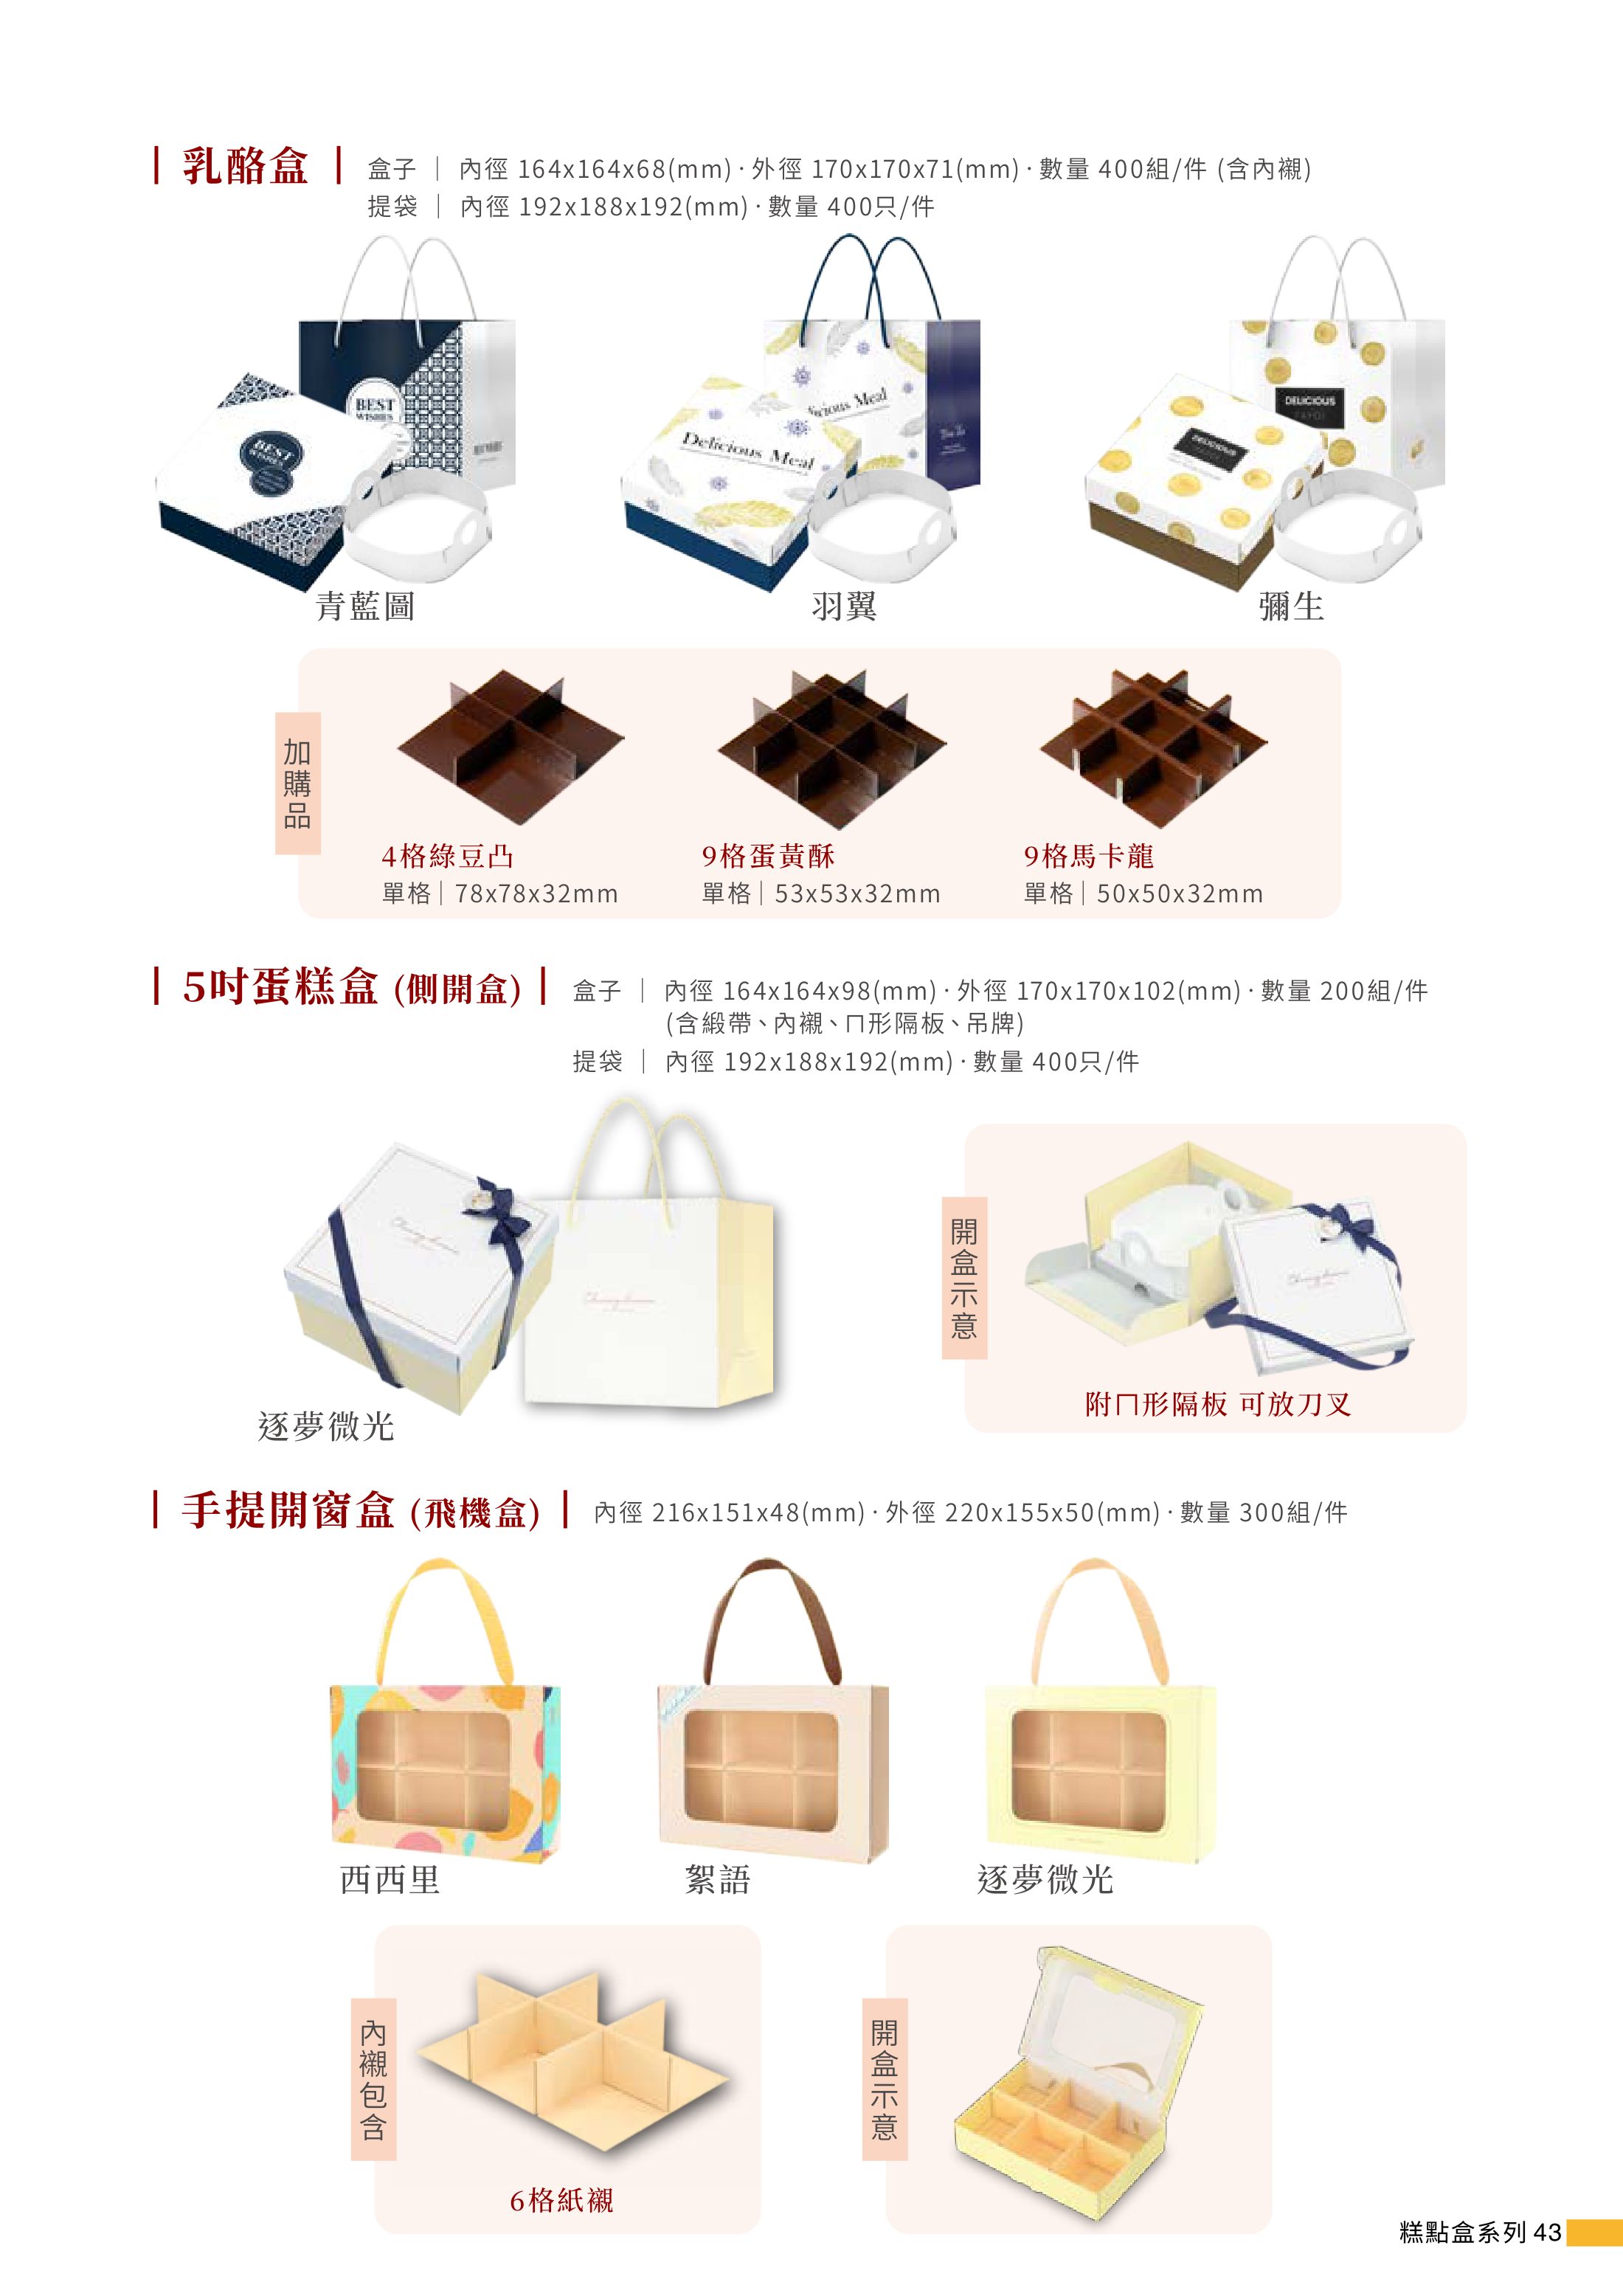 乳酪盒
盒子｜內徑 164x164x68(mm)·外徑 170x170x71(mm)·數量 400組/件 (含內襯)
提袋｜內徑 192x188x192(mm)·數量 400只/件
BEST
WISHES
BEST
WISHES
Delicious Meal
licious Meal
DELICIOUS
DELICIOUS
青藍圖
羽翼
彌生
加購品
4格綠豆凸
單格｜78x78x32mm
9格蛋黃酥
單格｜53x53x32mm
9格馬卡龍
單格｜50x50x32mm
5吋蛋糕盒 (側開盒)
盒子｜內徑 164x164x98(mm)·外徑 170x170x102(mm)·數量 200組/件
(含緞帶、內襯、ㄇ形隔板、吊牌)
提袋｜內徑 192x188x192(mm)·數量 400只/件
逐夢微光
開盒示意
附ㄇ形隔板 可放刀叉
手提開窗盒 (飛機盒)
內徑 216x151x48(mm)·外徑 220x155x50(mm)·數量 300組/件
西西里
絮語
逐夢微光
內襯包含
6格紙襯
開盒示意
糕點盒系列 43